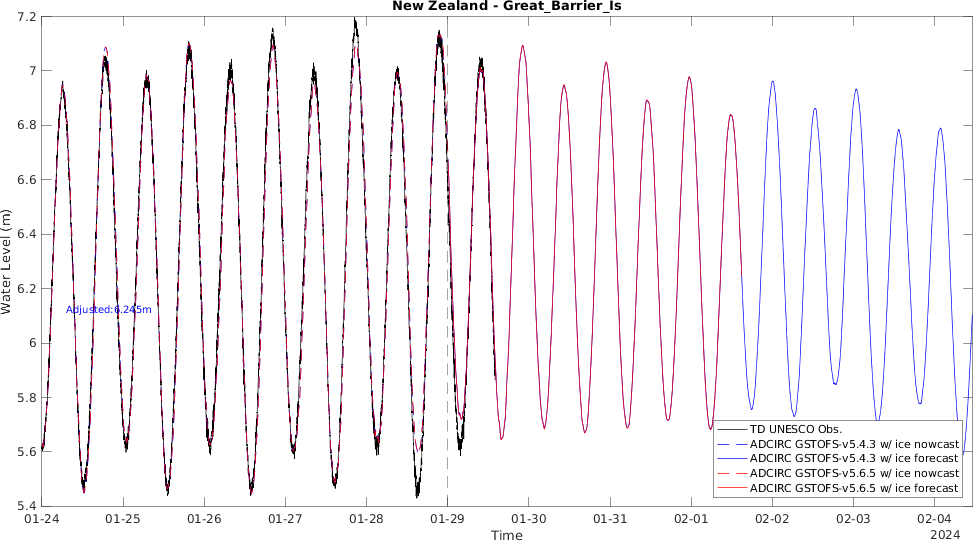 New Zealand - Great_Barrier_Is
7.2
7
6.8
6.6
6.4
6.2
6
5.8
5.6
5.4
Water Level (m)
Adjusted:6.245m
TD UNESCO Obs.
ADCIRC GSTOFS-v5.4.3 w/ ice nowcast
ADCIRC GSTOFS-v5.4.3 w/ ice forecast
ADCIRC GSTOFS-v5.6.5 w/ ice nowcast
ADCIRC GSTOFS-v5.6.5 w/ ice forecast
01-24 01-25 01-26 01-27 01-28 01-29 01-30 01-31 02-01 02-02 02-03 02-04
Time
2024